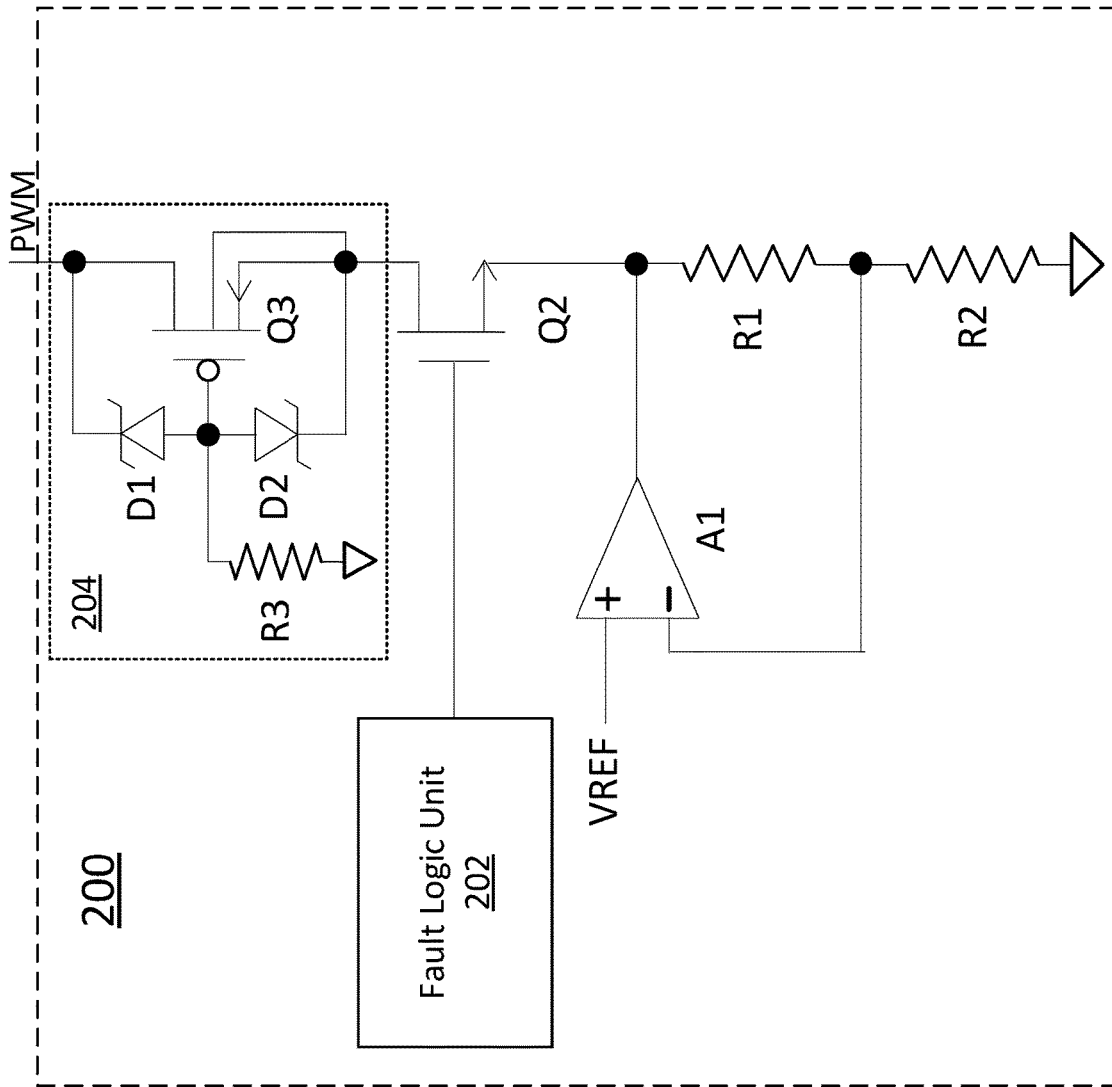 PWM
204
D1
D2
R3
Q3
200
Fault Logic Unit
202
Q2
VREF
+
-
A1
R1
R2